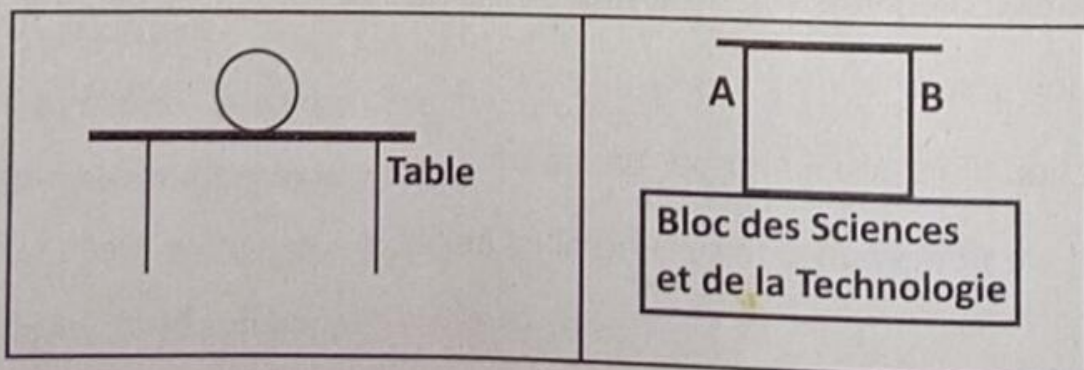 Table
A
B
Bloc des Sciences
et de la Technologie